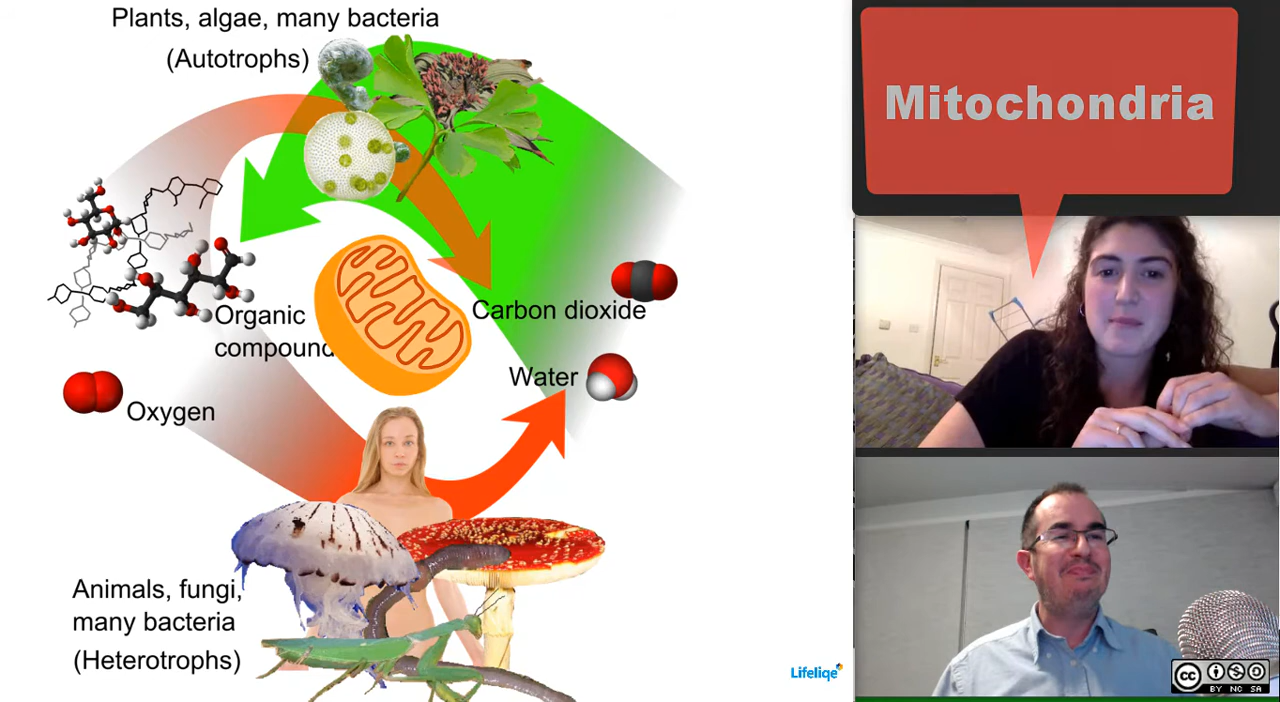 Plants, algae, many bacteria
(Autotrophs)
Mitochondria
Organic
compound
Carbon dioxide
Water
Oxygen
Animals, fungi,
many bacteria
(Heterotrophs)
Lifeliqe
cc
BY NC SA